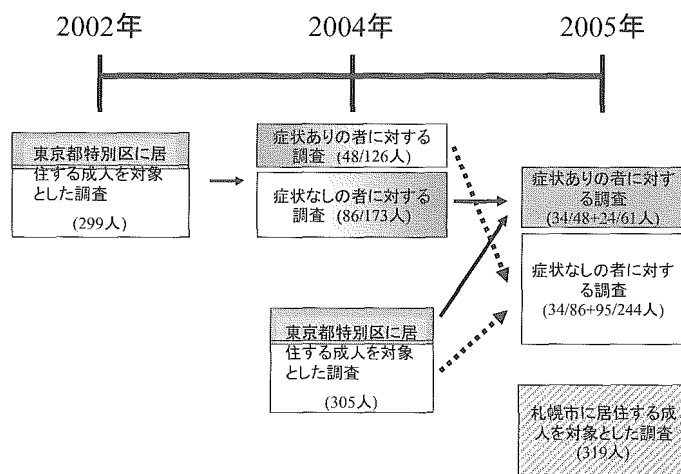 2002年
2004年
2005年
東京都特別区に居
住する成人を対象
とした調査
(299人)
症状ありの者に対する
調査 (48/126人)
症状なしの者に対する
調査 (86/173人)
東京都特別区に居
住する成人を対象
とした調査
(305人)
症状ありの者に対す
る調査
(34/48+24/61人)
症状なしの者に対す
る調査
(34/86+95/244人)
札幌市に居住する成
人を対象とした調査
(319人)